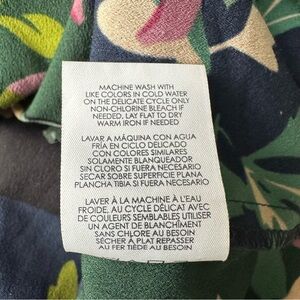 MACHINE WASH WITH
LIKE COLORS IN COLD WATER
ON THE DELICATE CYCLE ONLY
NON-CHLORINE BLEACH IF
NEEDED, LAY FLAT TO DRY
WARM IRON IF NEEDED
LAVAR A MÁQUINA CON AGUA
FRÍA EN CICLO DELICADO
CON COLORES SIMILARES
SOLAMENTE BLANQUEADOR
SIN CLORO SI FUERA NECESARIO
SECAR SOBRE SUPERFICIE PLANA
PLANCHA TIBIA SI FUERA NECESARIO
LAVER À LA MACHINE À L'EAU
FROIDE, AU CYCLE DÉLICAT AVEC
DE COULEURS SEMBLABLES UTILISER
UN AGENT DE BLANCHIMENT
SANS CHLORE AU BESOIN
SÉCHER À PLAT REPASSER
AU FER TIÈDE AU BESOIN